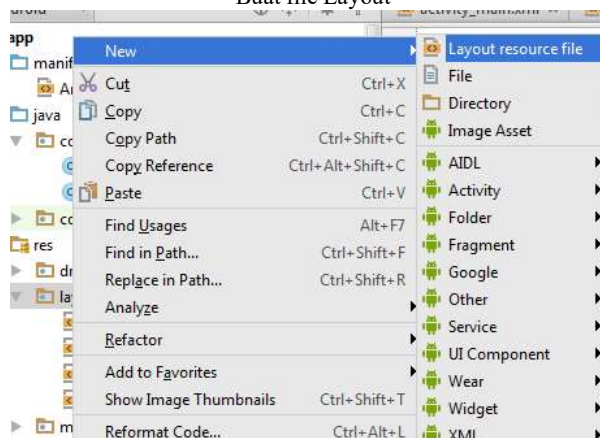 Buat file Layout
activity_main.xml
app
New
Cut Ctrl+X
Copy Ctrl+C
Copy Path Ctrl+Shift+C
Copy Reference Ctrl+Alt+Shift+C
Paste Ctrl+V
Find Usages Alt+F7
Find in Path... Ctrl+Shift+F
Replace in Path... Ctrl+Shift+R
Analyze
Refactor
Add to Favorites
Show Image Thumbnails Ctrl+Shift+T
Reformat Code... Ctrl+Alt+L
Layout resource file
File
Directory
Image Asset
AIDL
Activity
Folder
Fragment
Google
Other
Service
UI Component
Wear
Widget
XML
manif
java
res